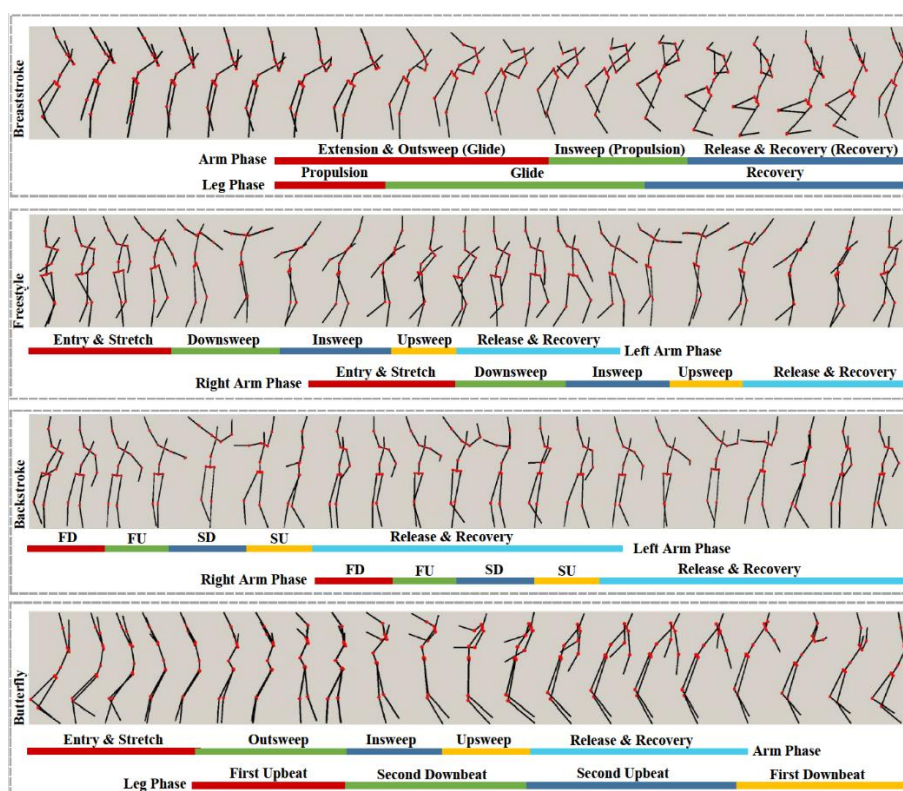 Breaststroke
Extension & Outsweep (Glide) Insweep (Propulsion) Release & Recovery (Recovery)
Arm Phase
Propulsion Glide Recovery
Leg Phase
Freestyle
Entry & Stretch Downsweep Insweep Upsweep Release & Recovery
Left Arm Phase
Entry & Stretch Downsweep Insweep Upsweep Release & Recovery
Right Arm Phase
Backstroke
FD FU SD SU Release & Recovery
Left Arm Phase
FD FU SD SU Release & Recovery
Right Arm Phase
Butterfly
Entry & Stretch Outsweep Insweep Upsweep Release & Recovery
Arm Phase
First Upbeat Second Downbeat Second Upbeat First Downbeat
Leg Phase